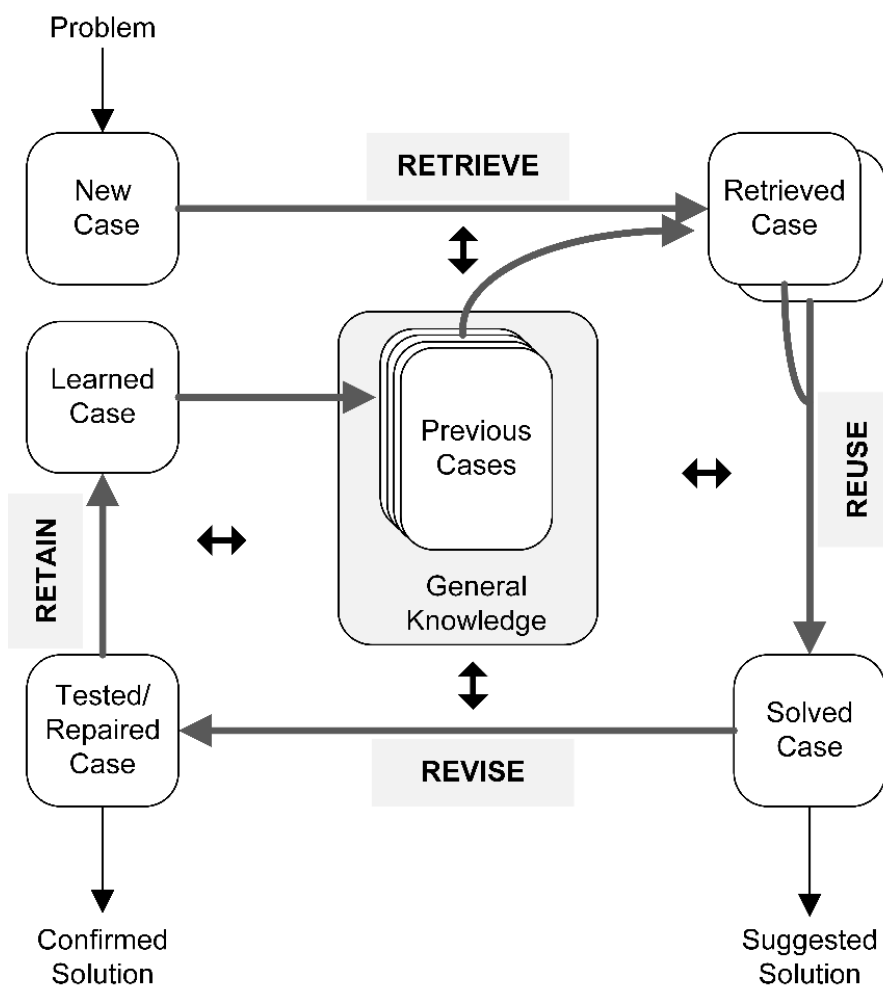 Problem
RETRIEVE
New
Case
Retrieved
Case
Learned
Case
Previous
Cases
REUSE
RETAIN
General
Knowledge
Tested/
Repaired
Case
Solved
Case
REVISE
Confirmed
Solution
Suggested
Solution